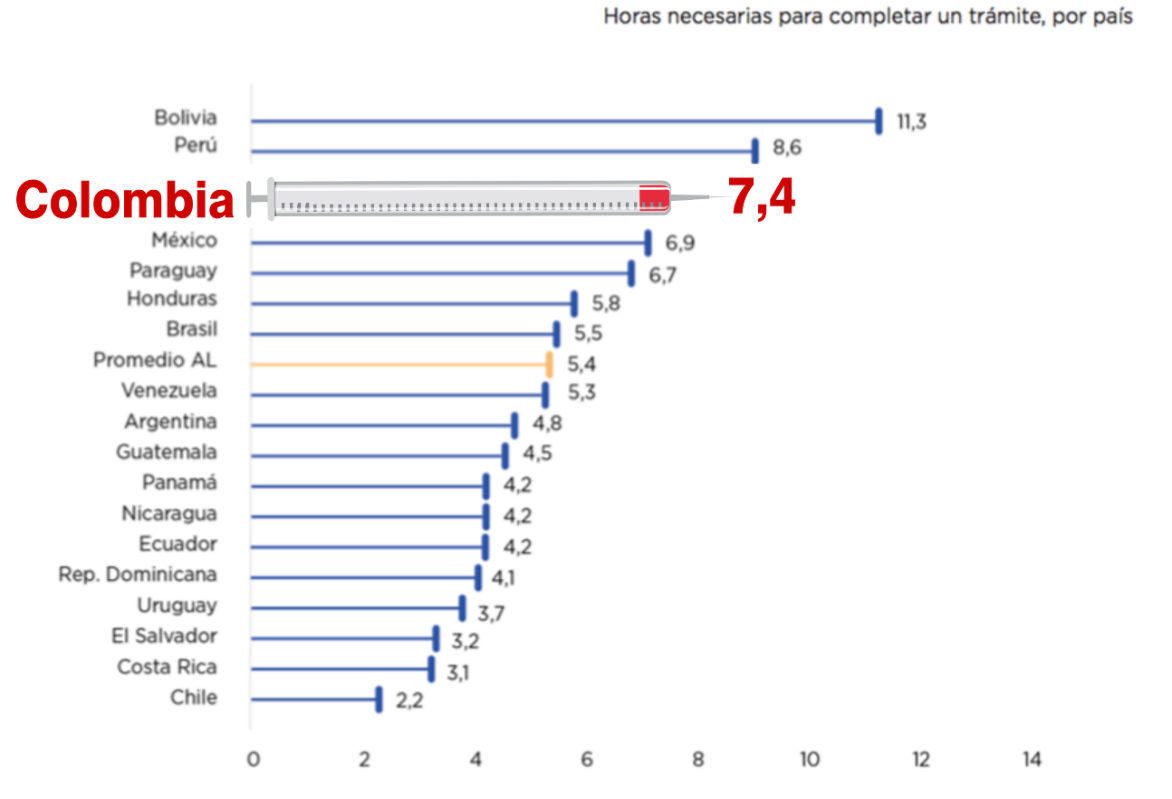 Horas necesarias para completar un trámite, por país
Bolivia 11,3
Perú 8,6
Colombia 7,4
México 6,9
Paraguay 6,7
Honduras 5,8
Brasil 5,5
Promedio AL 5,4
Venezuela 5,3
Argentina 4,8
Guatemala 4,5
Panamá 4,2
Nicaragua 4,2
Ecuador 4,2
Rep. Dominicana 4,1
Uruguay 3,7
El Salvador 3,2
Costa Rica 3,1
Chile 2,2
0 2 4 6 8 10 12 14